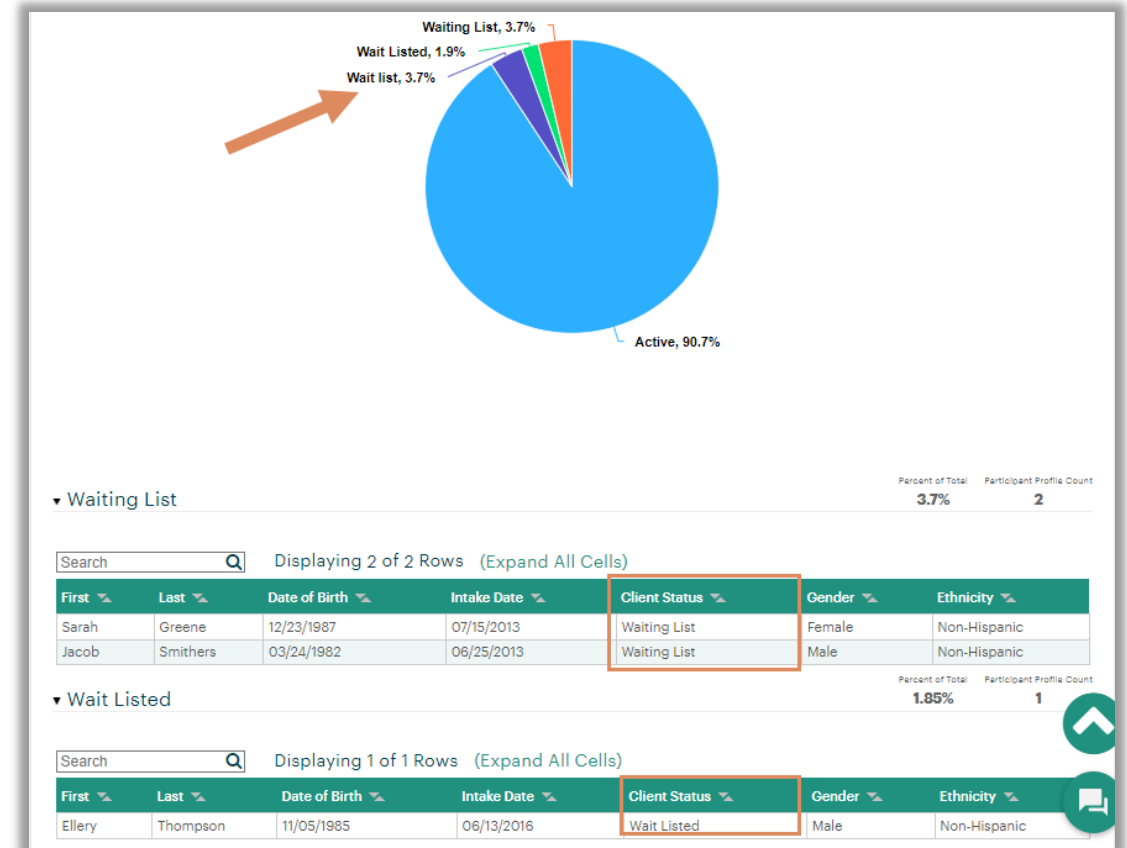 Waiting List, 3.7%
Wait Listed, 1.9%
Wait list, 3.7%
Active, 90.7%
Percent of Total Participant Profile Count
Waiting List 3.7% 2
Search Displaying 2 of 2 Rows (Expand All Cells)
First Last Date of Birth Intake Date Client Status Gender Ethnicity
Sarah Greene 12/23/1987 07/15/2013 Waiting List Female Non-Hispanic
Jacob Smithers 03/24/1982 06/25/2013 Waiting List Male Non-Hispanic
Percent of Total Participant Profile Count
Wait Listed 1.85% 1
Search Displaying 1 of 1 Rows (Expand All Cells)
First Last Date of Birth Intake Date Client Status Gender Ethnicity
Ellery Thompson 11/05/1985 06/13/2016 Wait Listed Male Non-Hispanic